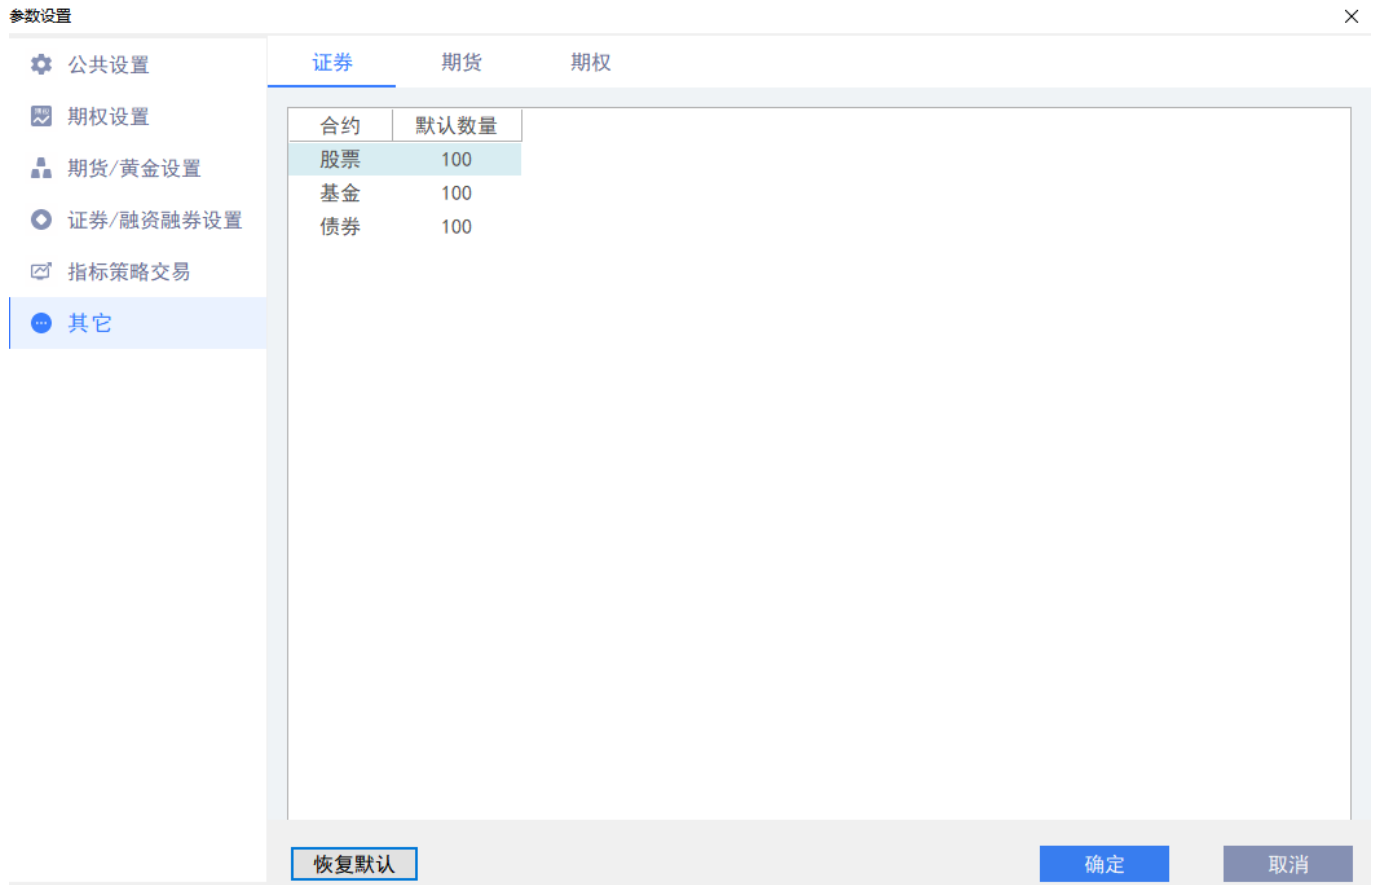 参数设置
公共设置
期权设置
期货/黄金设置
证券/融资融券设置
指标策略交易
其它
证券 期货 期权
合约 默认数量
股票 100
基金 100
债券 100
恢复默认 确定 取消